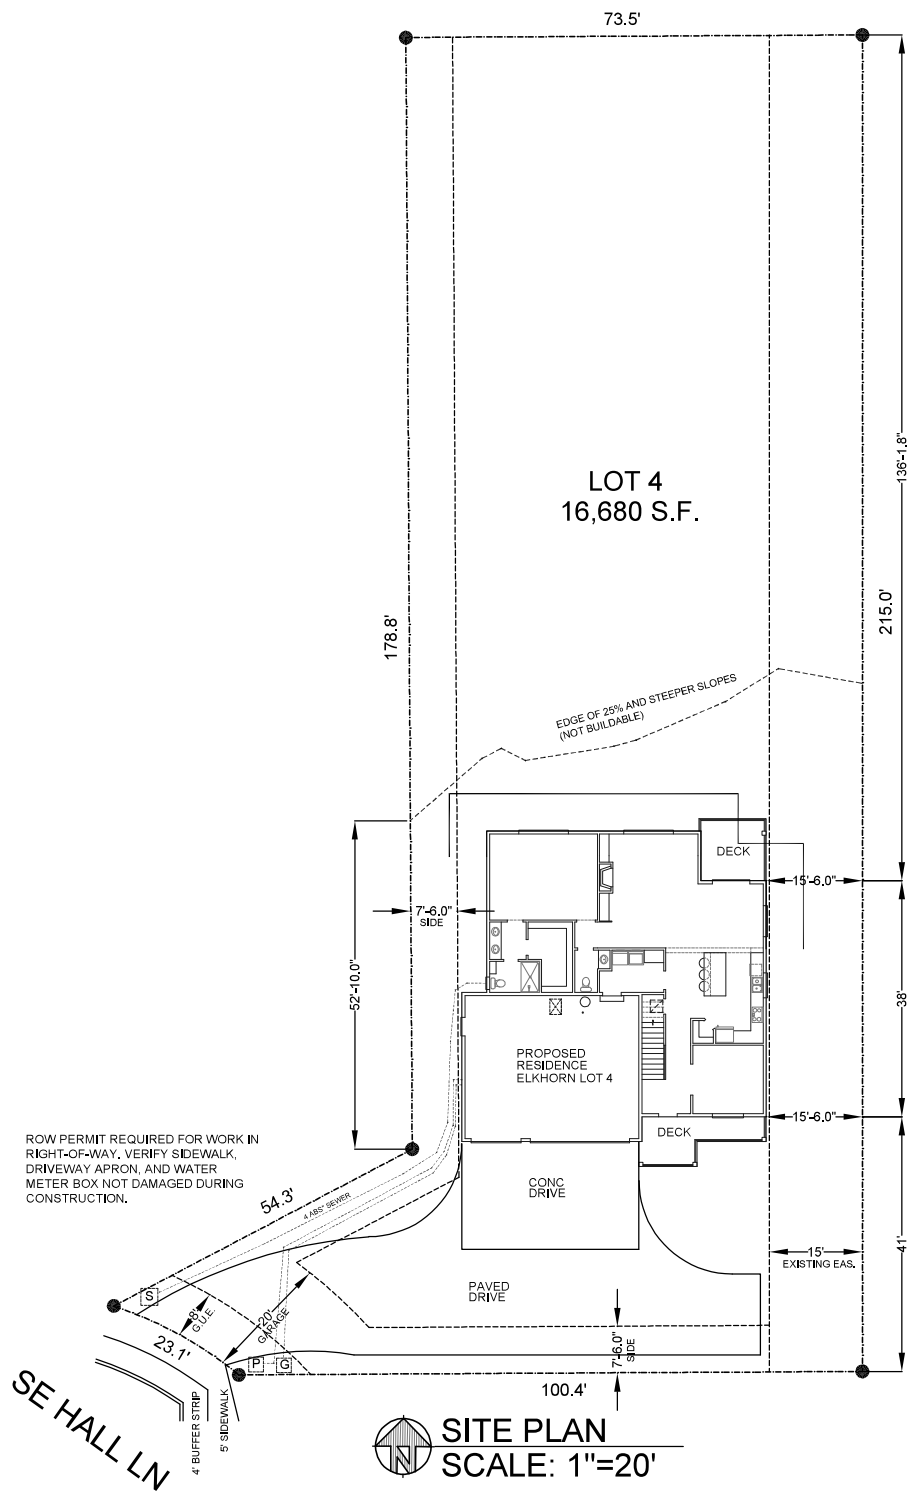 73.5'
LOT 4
16,680 S.F.
136'-1.8"
215.0'
178.8'
EDGE OF 25% AND STEEPER SLOPES
(NOT BUILDABLE)
DECK
15'-6.0"
7'-6.0"
SIDE
52'-10.0"
38'
PROPOSED
RESIDENCE
ELKHORN LOT 4
DECK
15'-6.0"
ROW PERMIT REQUIRED FOR WORK IN
RIGHT-OF-WAY. VERIFY SIDEWALK,
DRIVEWAY APRON, AND WATER
METER BOX NOT DAMAGED DURING
CONSTRUCTION.
54.3'
4 ABS" SEWER
CONC
DRIVE
41'
15'
EXISTING EAS.
PAVED
DRIVE
S
8'
G.U.E.
20'
GARAGE
23.1'
7'-6.0"
SIDE
P
G
100.4'
SE HALL LN
4' BUFFER STRIP
5' SIDEWALK
N
SITE PLAN
SCALE: 1"=20'